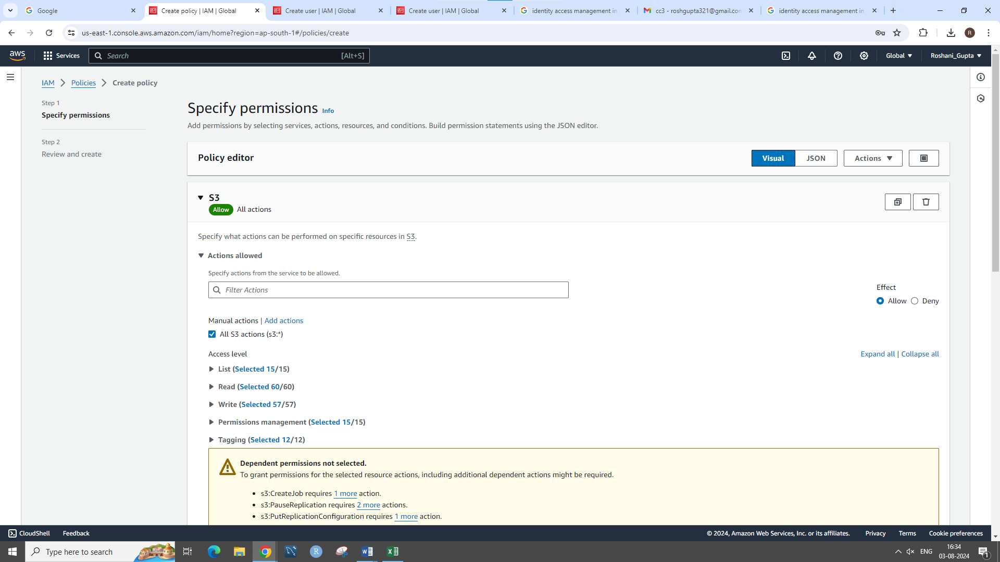 Google
Create policy | IAM | Global
Create user | IAM | Global
Create user | IAM | Global
identity access management in
cc3 - roshgupta321@gmail.com
identity access management in
us-east-1.console.aws.amazon.com/iam/home?region=ap-south-1#/policies/create
R
aws
Services
Search
[Alt+S]
Global
Roshani_Gupta
IAM
Policies
Create policy
Step 1
Specify permissions
Step 2
Review and create
Specify permissions Info
Add permissions by selecting services, actions, resources, and conditions. Build permission statements using the JSON editor.
Policy editor
Visual
JSON
Actions
S3
Allow All actions
Specify what actions can be performed on specific resources in S3.
Actions allowed
Specify actions from the service to be allowed.
Filter Actions
Effect
Allow
Deny
Manual actions | Add actions
All S3 actions (s3:*)
Access level
Expand all | Collapse all
List (Selected 15/15)
Read (Selected 60/60)
Write (Selected 57/57)
Permissions management (Selected 15/15)
Tagging (Selected 12/12)
Dependent permissions not selected.
To grant permissions for the selected resource actions, including additional dependent actions might be required.
• s3:CreateJob requires 1 more action.
• s3:PauseReplication requires 2 more actions.
• s3:PutReplicationConfiguration requires 1 more action.
CloudShell
Feedback
© 2024, Amazon Web Services, Inc. or its affiliates.
Privacy
Terms
Cookie preferences
Type here to search
R
ENG
16:34
03-08-2024
1